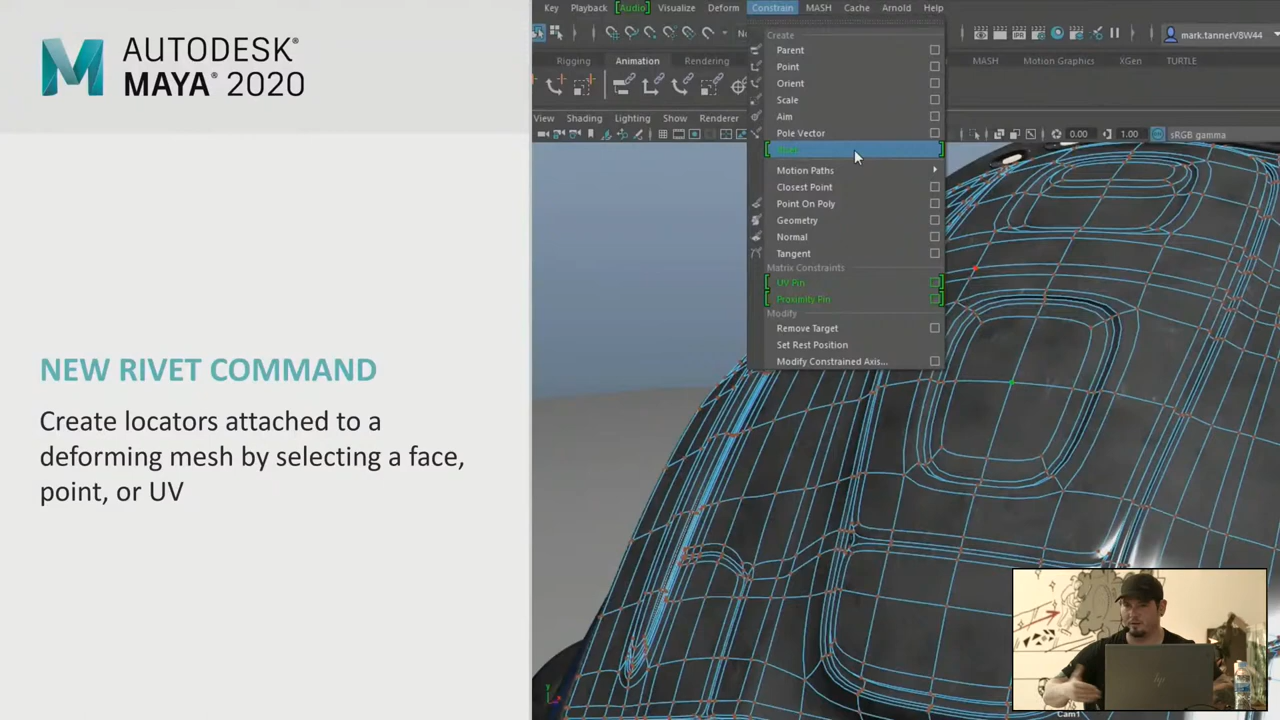 AUTODESK®
MAYA® 2020
NEW RIVET COMMAND
Create locators attached to a
deforming mesh by selecting a face,
point, or UV
Key Playback [Audio] Visualize Deform Constrain MASH Cache Arnold Help
mark.tannerV8W44
Rigging Animation Rendering MASH Motion Graphics XGen TURTLE
View Shading Lighting Show Renderer 0.00 1.00 sRGB gamma
Create
Parent
Point
Orient
Scale
Aim
Pole Vector
Motion Paths
Closest Point
Point On Poly
Geometry
Normal
Tangent
Matrix Constraints
UV Pin
Proximity Pin
Modify
Remove Target
Set Rest Position
Modify Constrained Axis...
IPR
hp
Cam1